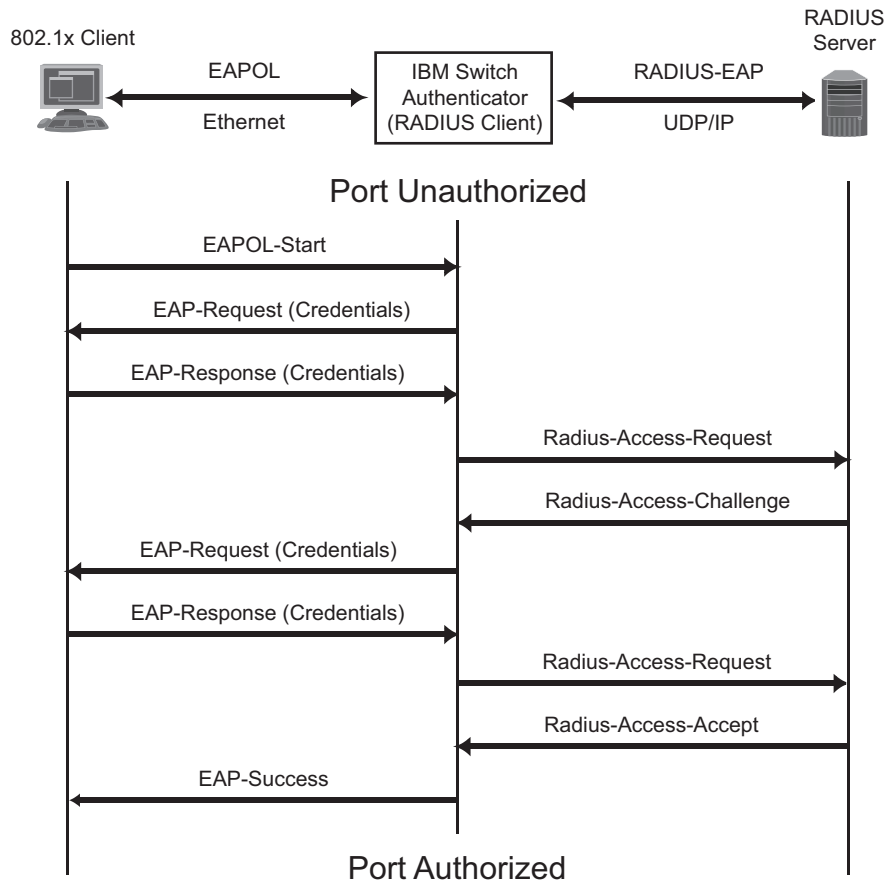 802.1x Client
RADIUS
Server
EAPOL
Ethernet
IBM Switch
Authenticator
(RADIUS Client)
RADIUS-EAP
UDP/IP
Port Unauthorized
EAPOL-Start
EAP-Request (Credentials)
EAP-Response (Credentials)
Radius-Access-Request
Radius-Access-Challenge
EAP-Request (Credentials)
EAP-Response (Credentials)
Radius-Access-Request
Radius-Access-Accept
EAP-Success
Port Authorized